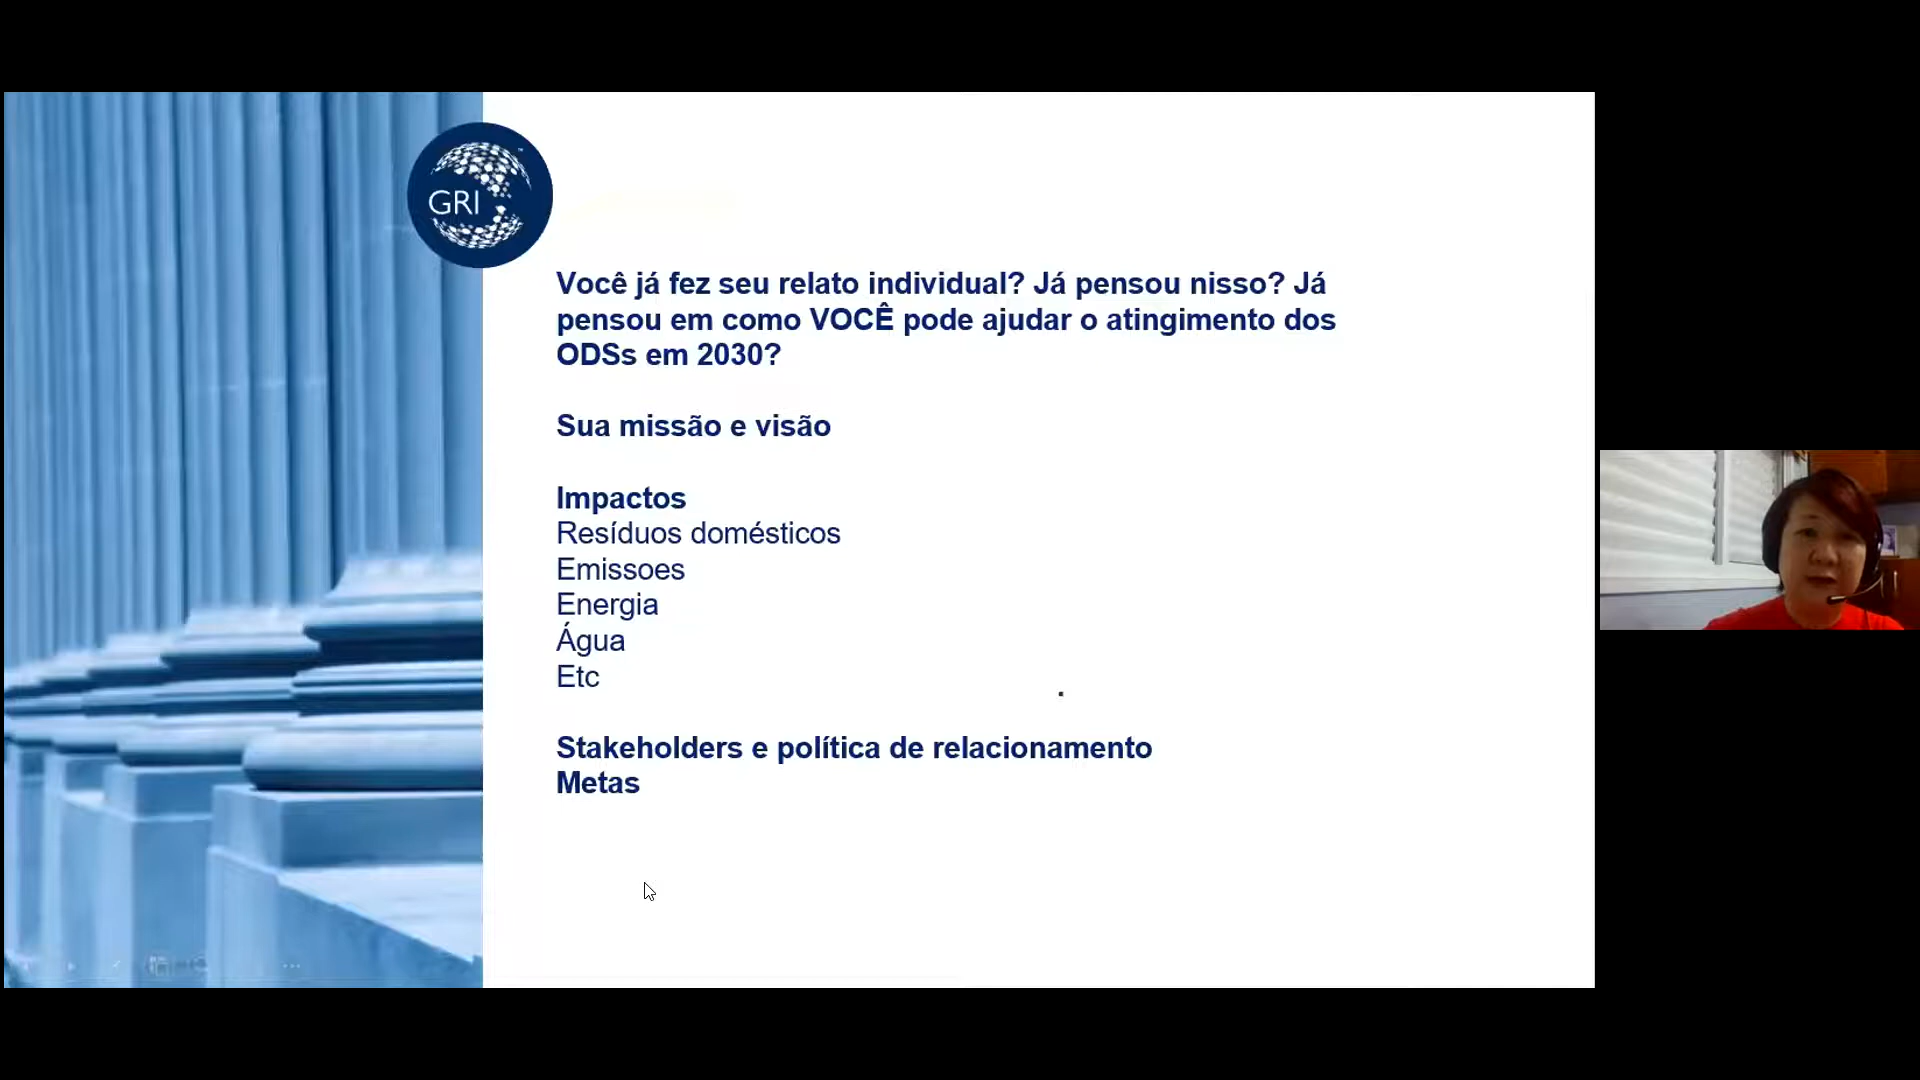 GRI
Você já fez seu relato individual? Já pensou nisso? Já
pensou em como VOCÊ pode ajudar o atingimento dos
ODSs em 2030?
Sua missão e visão
Impactos
Resíduos domésticos
Emissoes
Energia
Água
Etc
.
Stakeholders e política de relacionamento
Metas